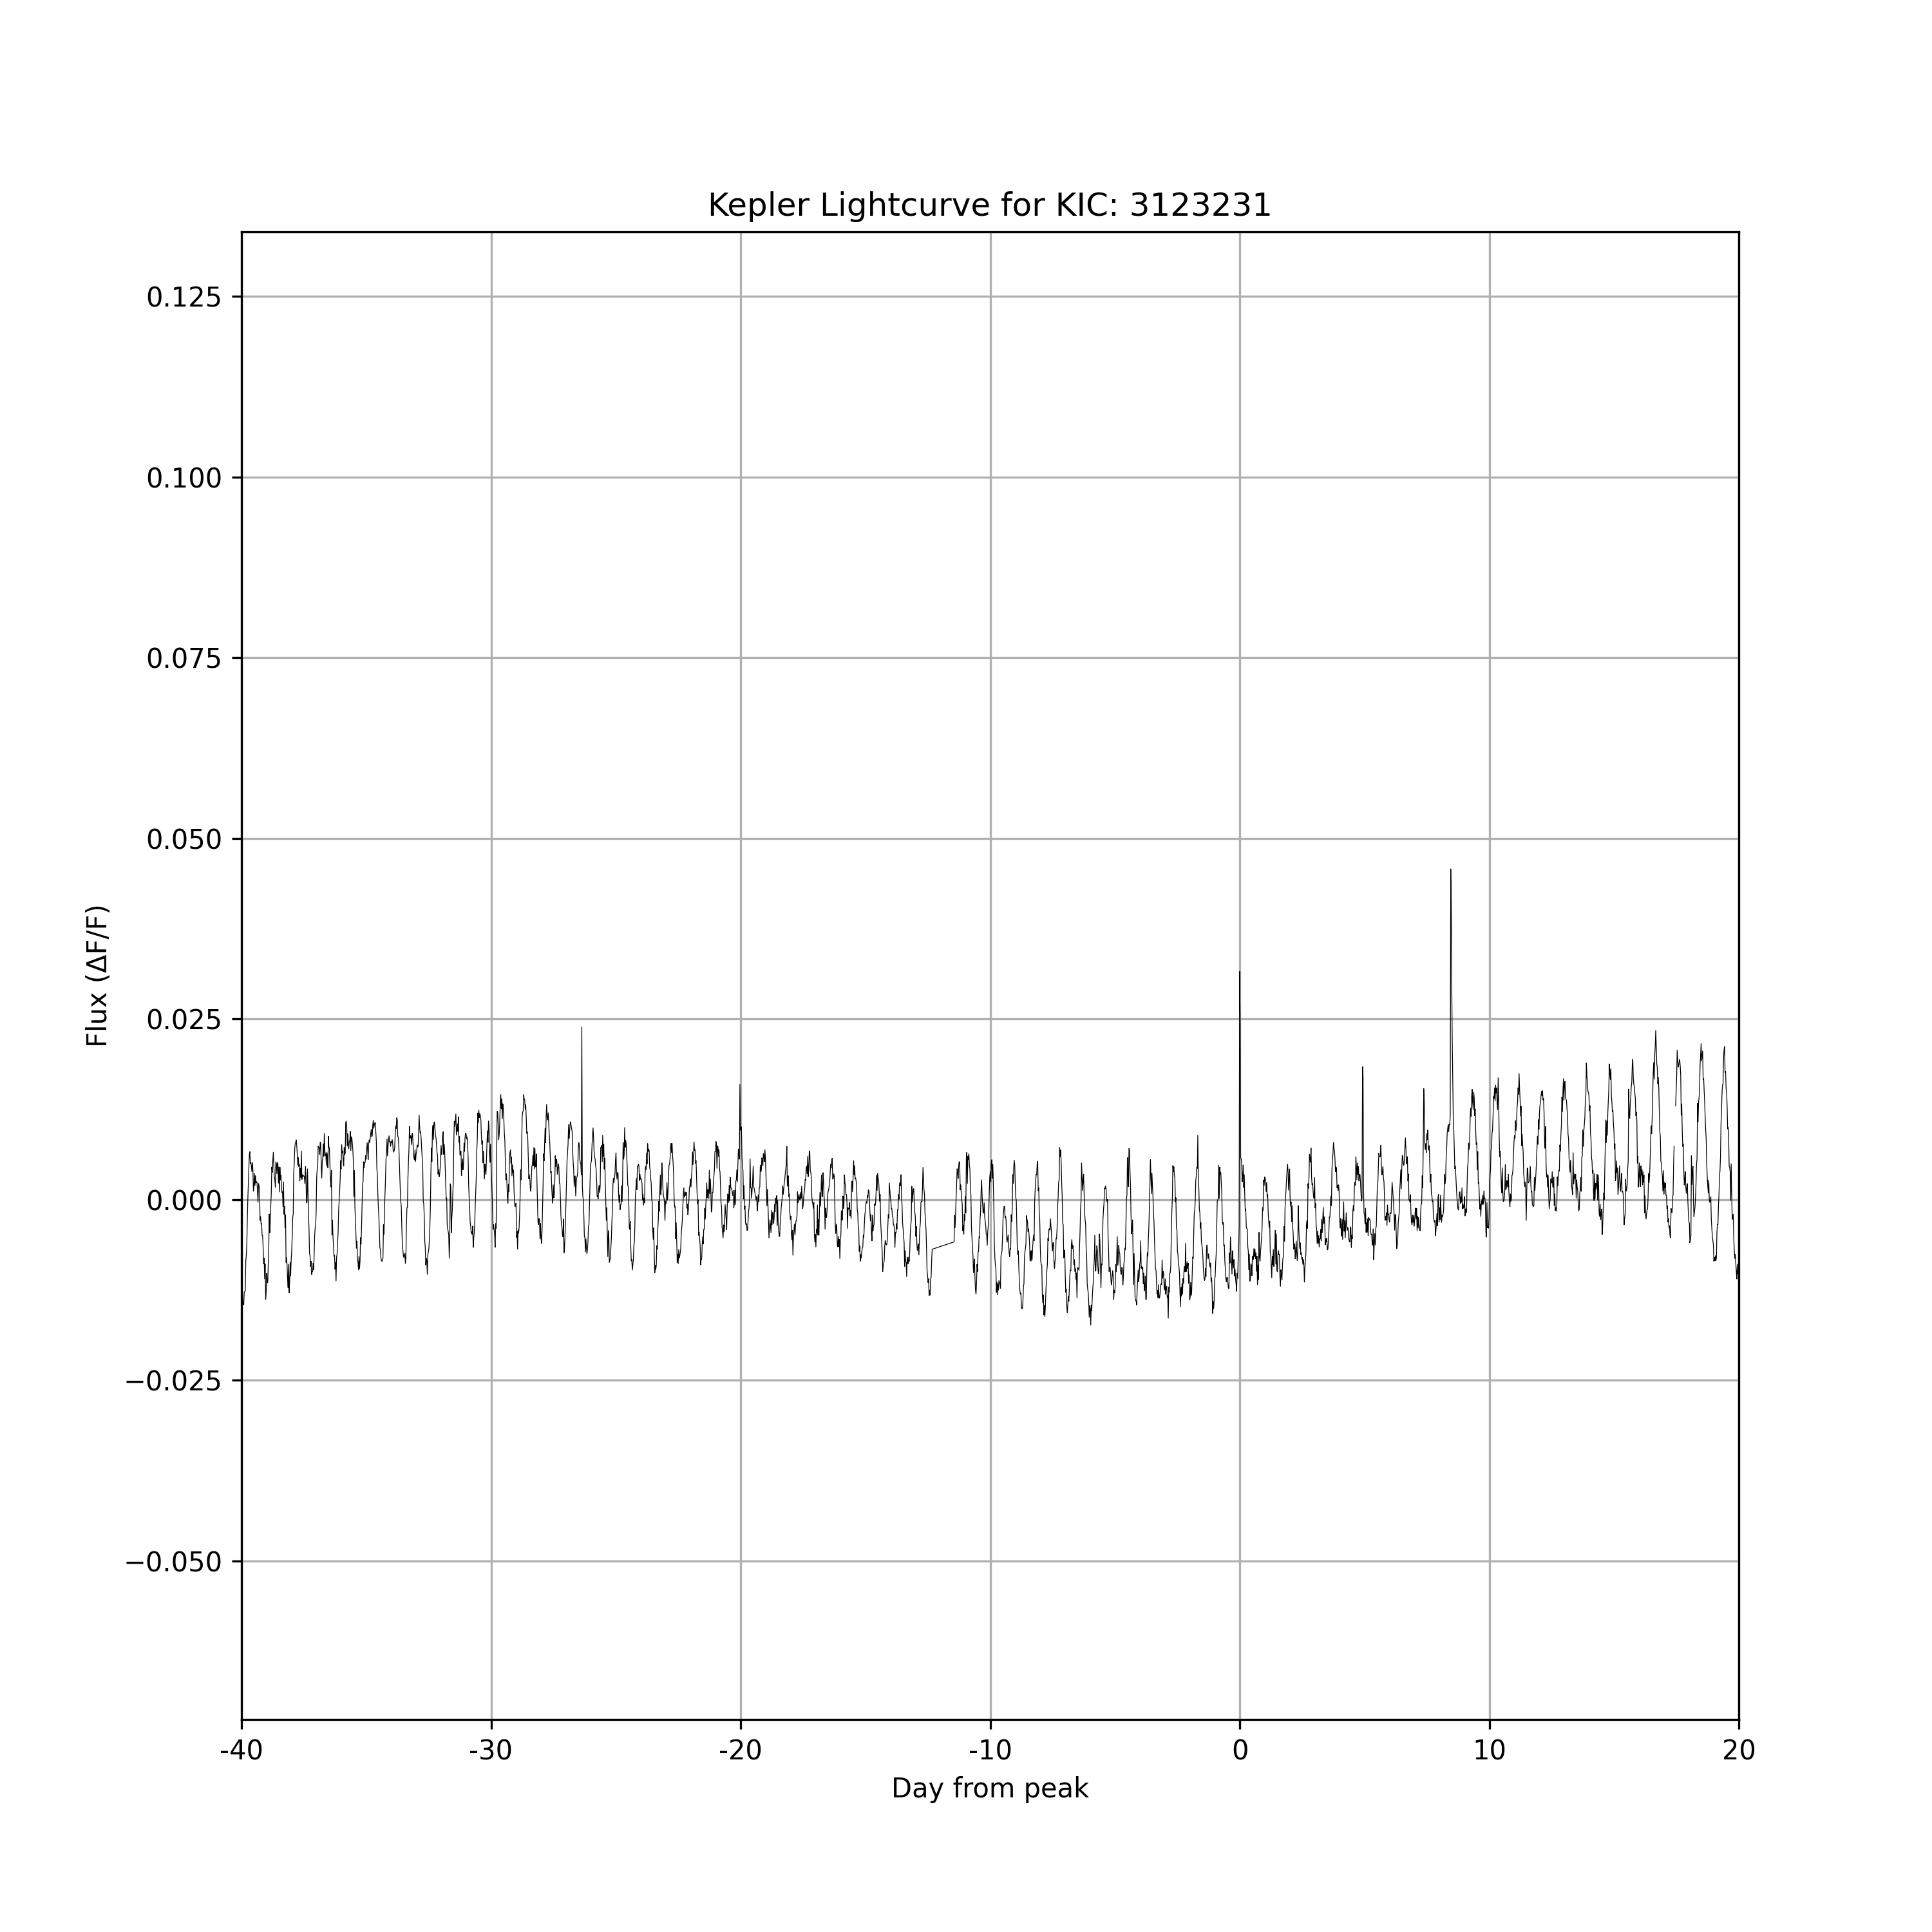 Kepler Lightcurve for KIC: 3123231
0.125
0.100
0.075
0.050
0.025
0.000
−0.025
−0.050
Flux (ΔF/F)
-40 -30 -20 -10 0 10 20
Day from peak